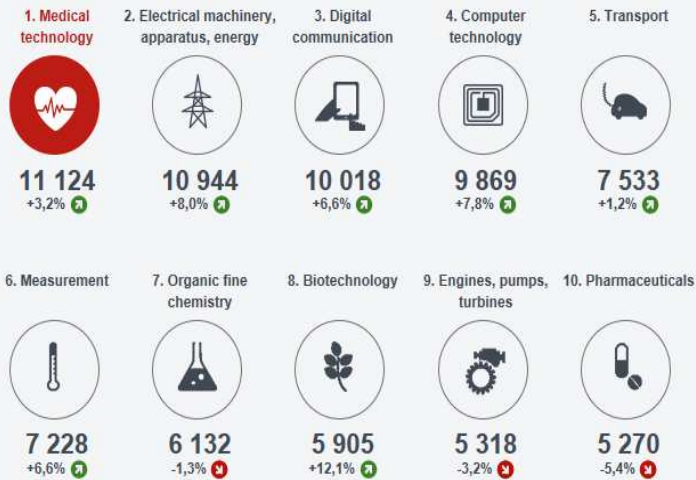 1. Medical
technology
2. Electrical machinery,
apparatus, energy
3. Digital
communication
4. Computer
technology
5. Transport
11 124
+3,2%
10 944
+8,0%
10 018
+6,6%
9 869
+7,8%
7 533
+1,2%
6. Measurement
7. Organic fine
chemistry
8. Biotechnology
9. Engines, pumps,
turbines
10. Pharmaceuticals
7 228
+6,6%
6 132
-1,3%
5 905
+12,1%
5 318
-3,2%
5 270
-5,4%